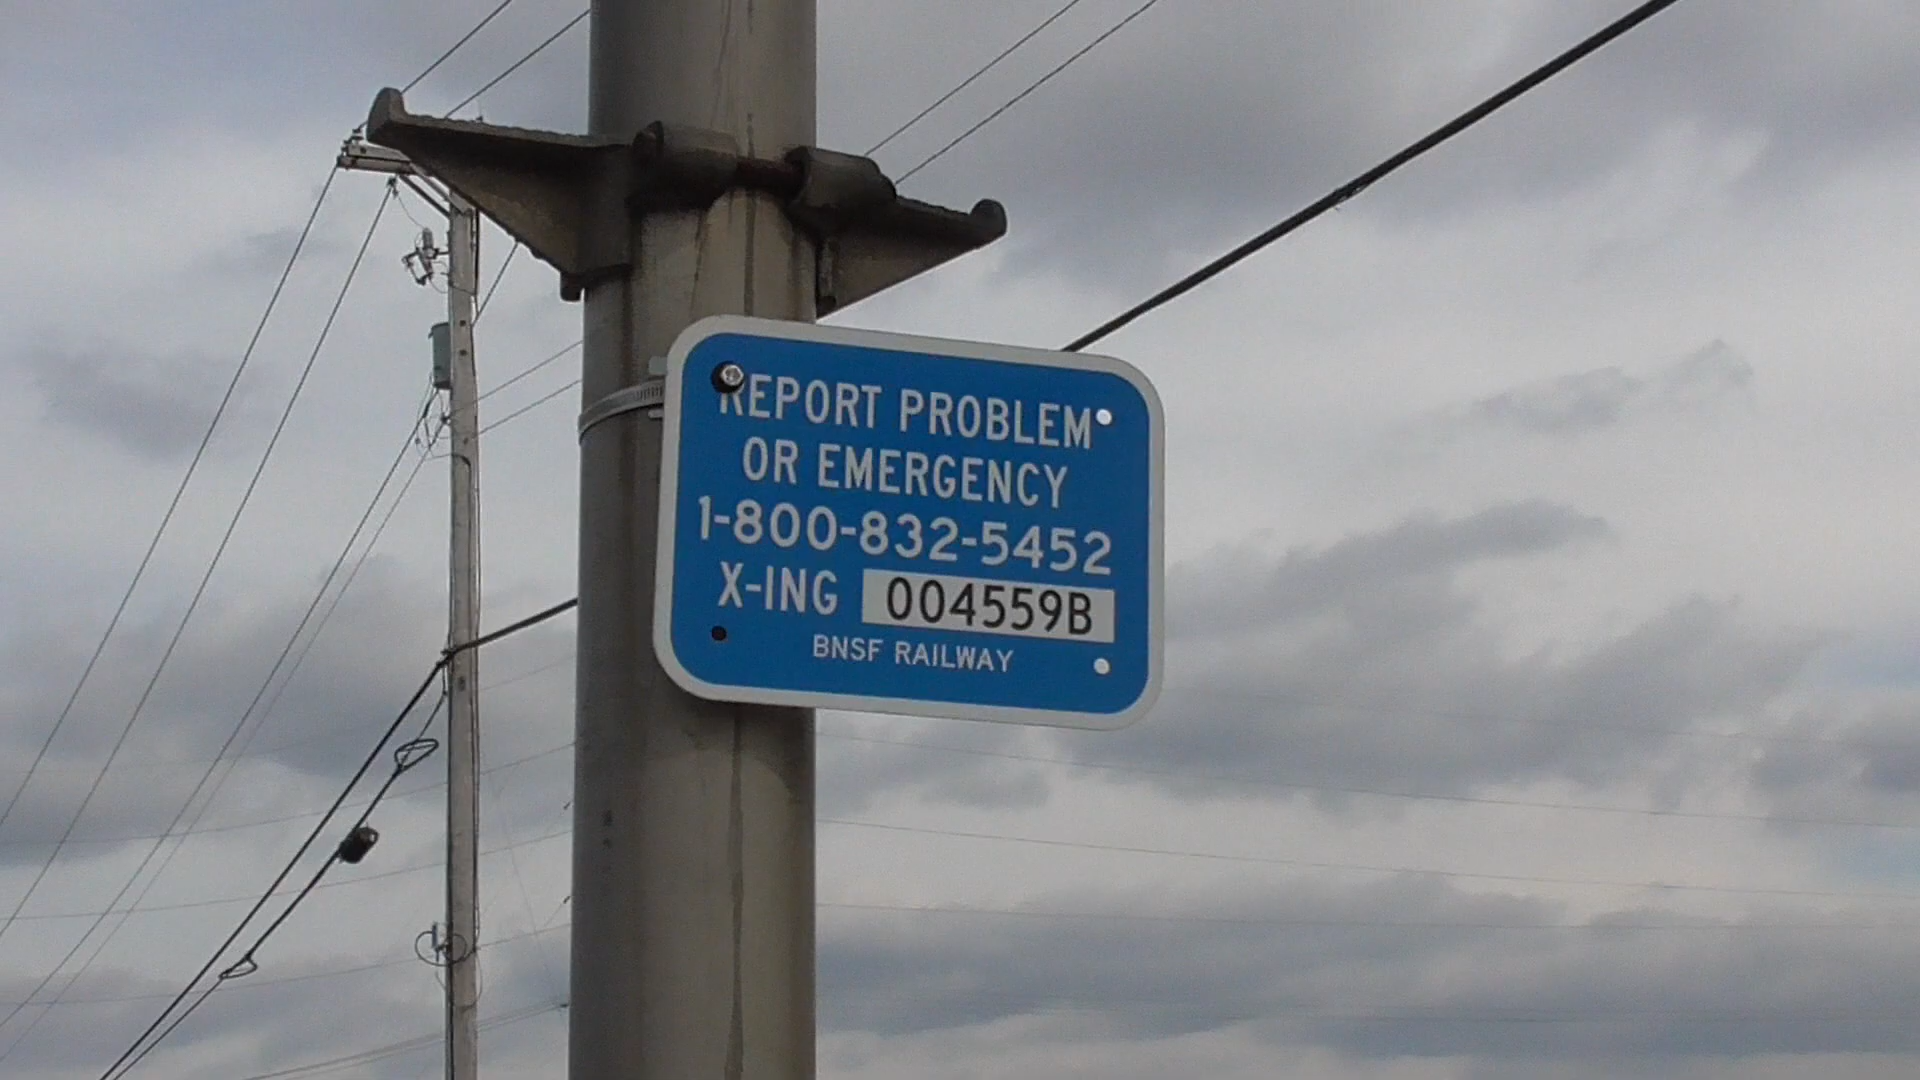 REPORT PROBLEM
OR EMERGENCY
1-800-832-5452
X-ING 004559B
BNSF RAILWAY